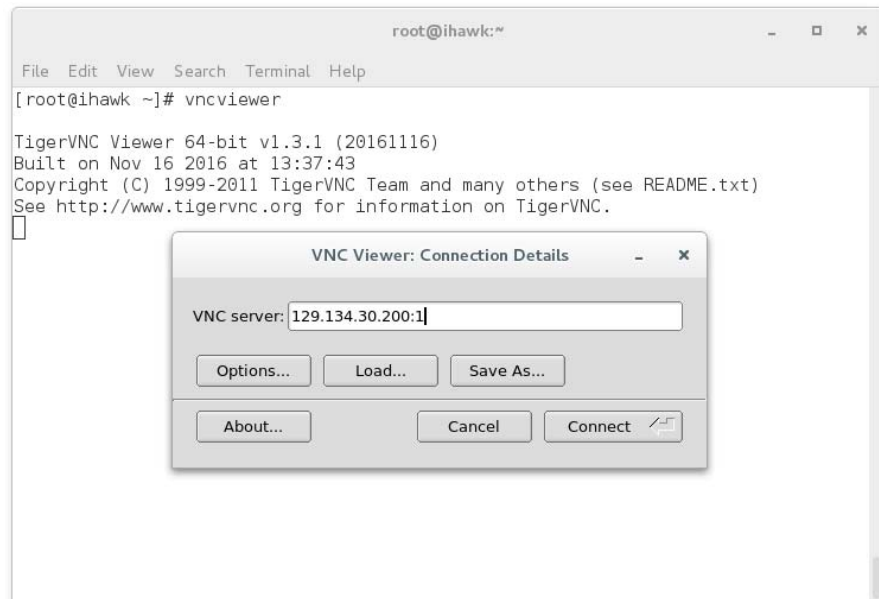 root@ihawk:~
File Edit View Search Terminal Help
[root@ihawk ~]# vncviewer
TigerVNC Viewer 64-bit v1.3.1 (20161116)
Built on Nov 16 2016 at 13:37:43
Copyright (C) 1999-2011 TigerVNC Team and many others (see README.txt)
See http://www.tigervnc.org for information on TigerVNC.
VNC Viewer: Connection Details
VNC server: 129.134.30.200:1
Options... Load... Save As...
About... Cancel Connect